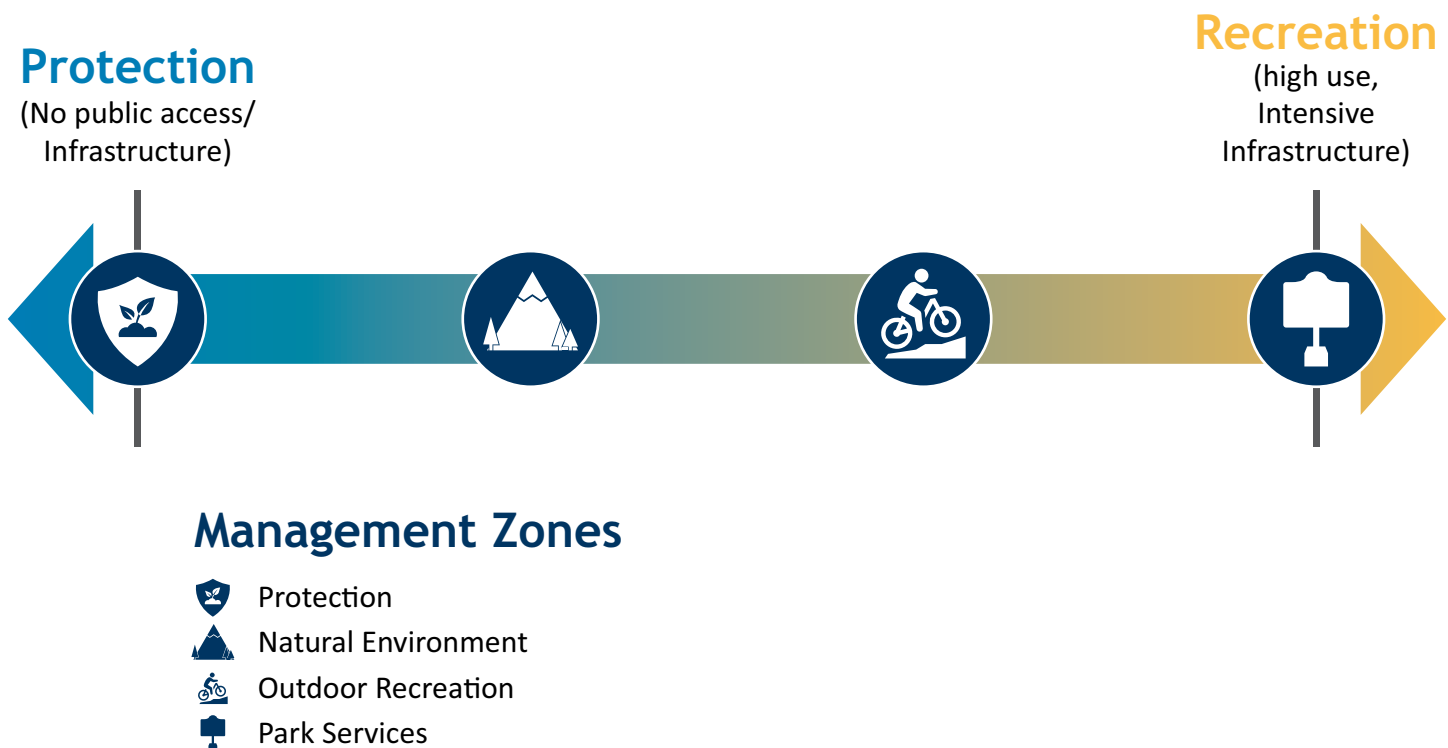 Protection
(No public access/
Infrastructure)
Recreation
(high use,
Intensive
Infrastructure)
Management Zones
Protection
Natural Environment
Outdoor Recreation
Park Services